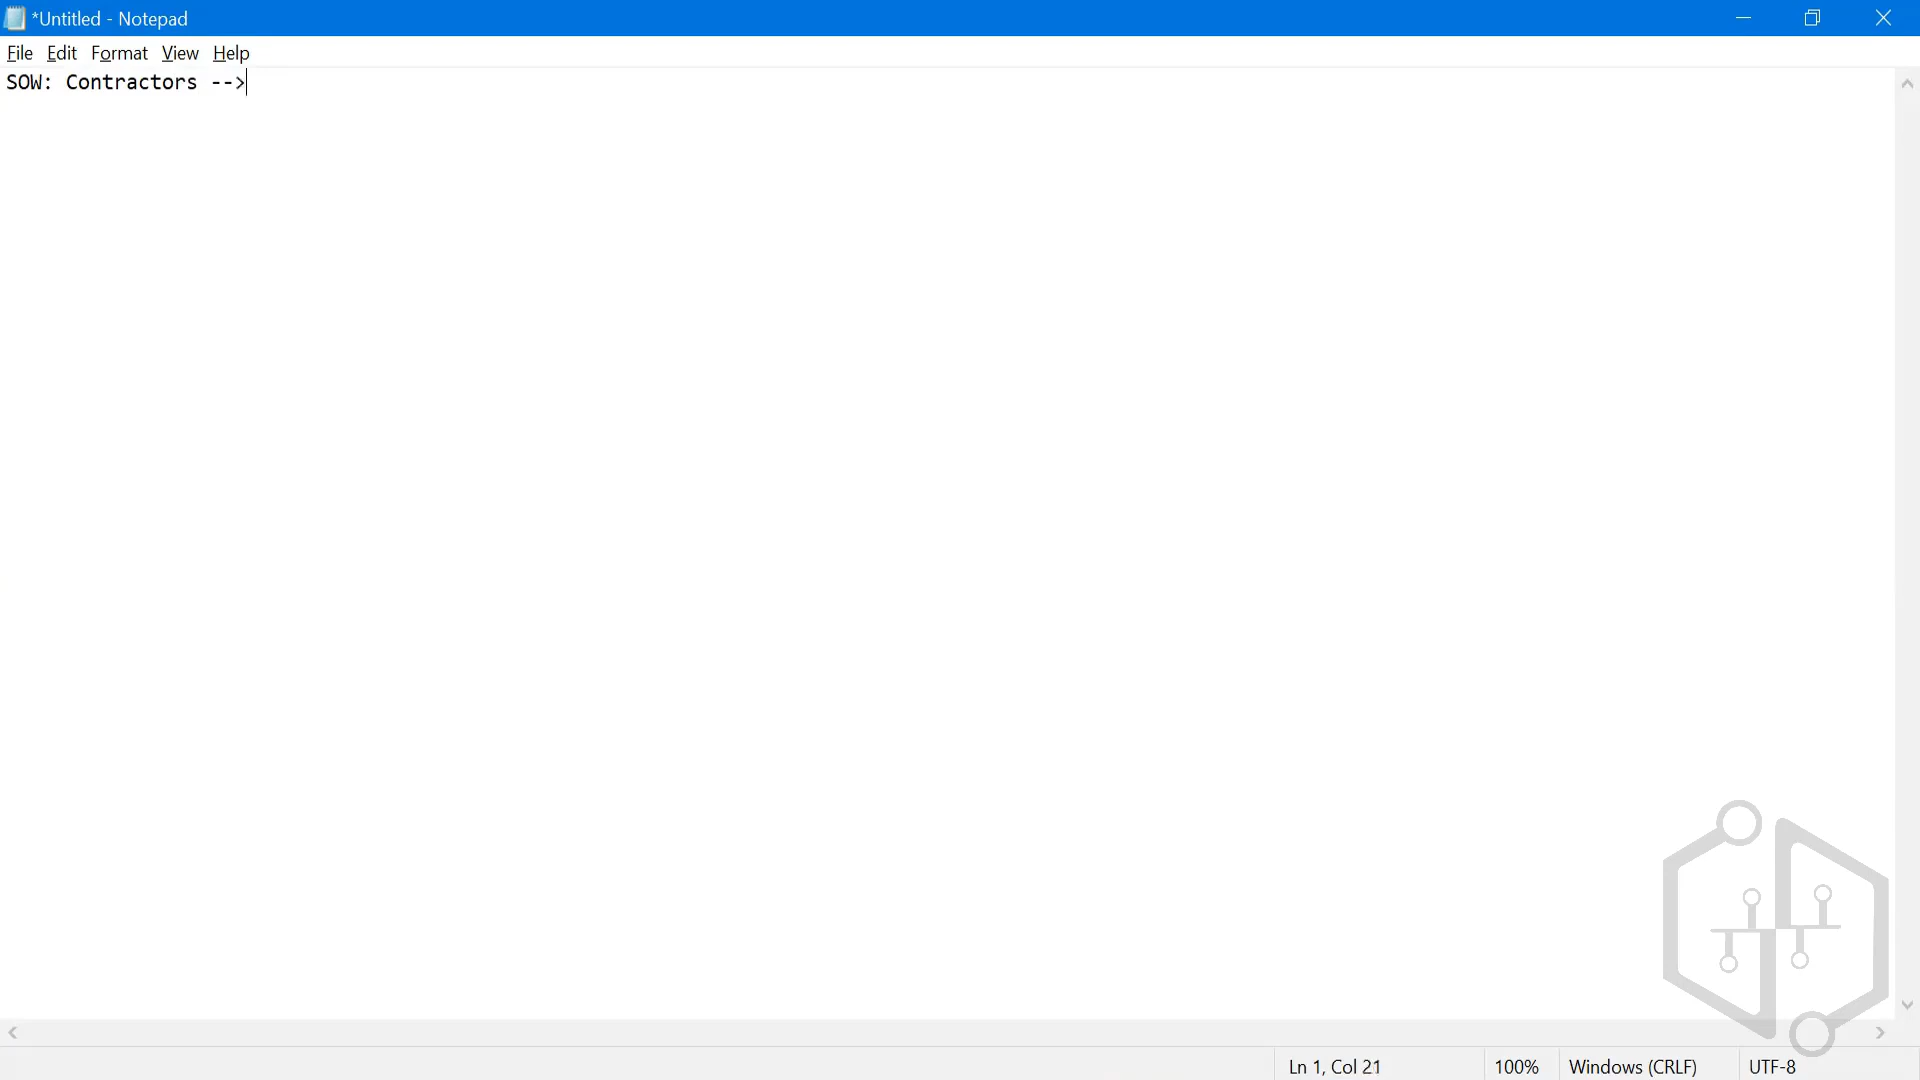 *Untitled - Notepad
File Edit Format View Help
SOW: Contractors -->
Ln 1, Col 21 100% Windows (CRLF) UTF-8